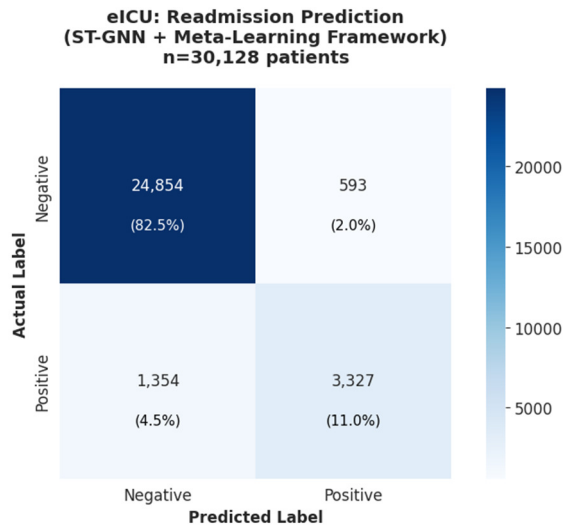 eICU: Readmission Prediction
(ST-GNN + Meta-Learning Framework)
n=30,128 patients
Actual Label
Negative
24,854
593
(82.5%)
(2.0%)
Positive
1,354
3,327
(4.5%)
(11.0%)
Negative
Positive
Predicted Label
20000
15000
10000
5000